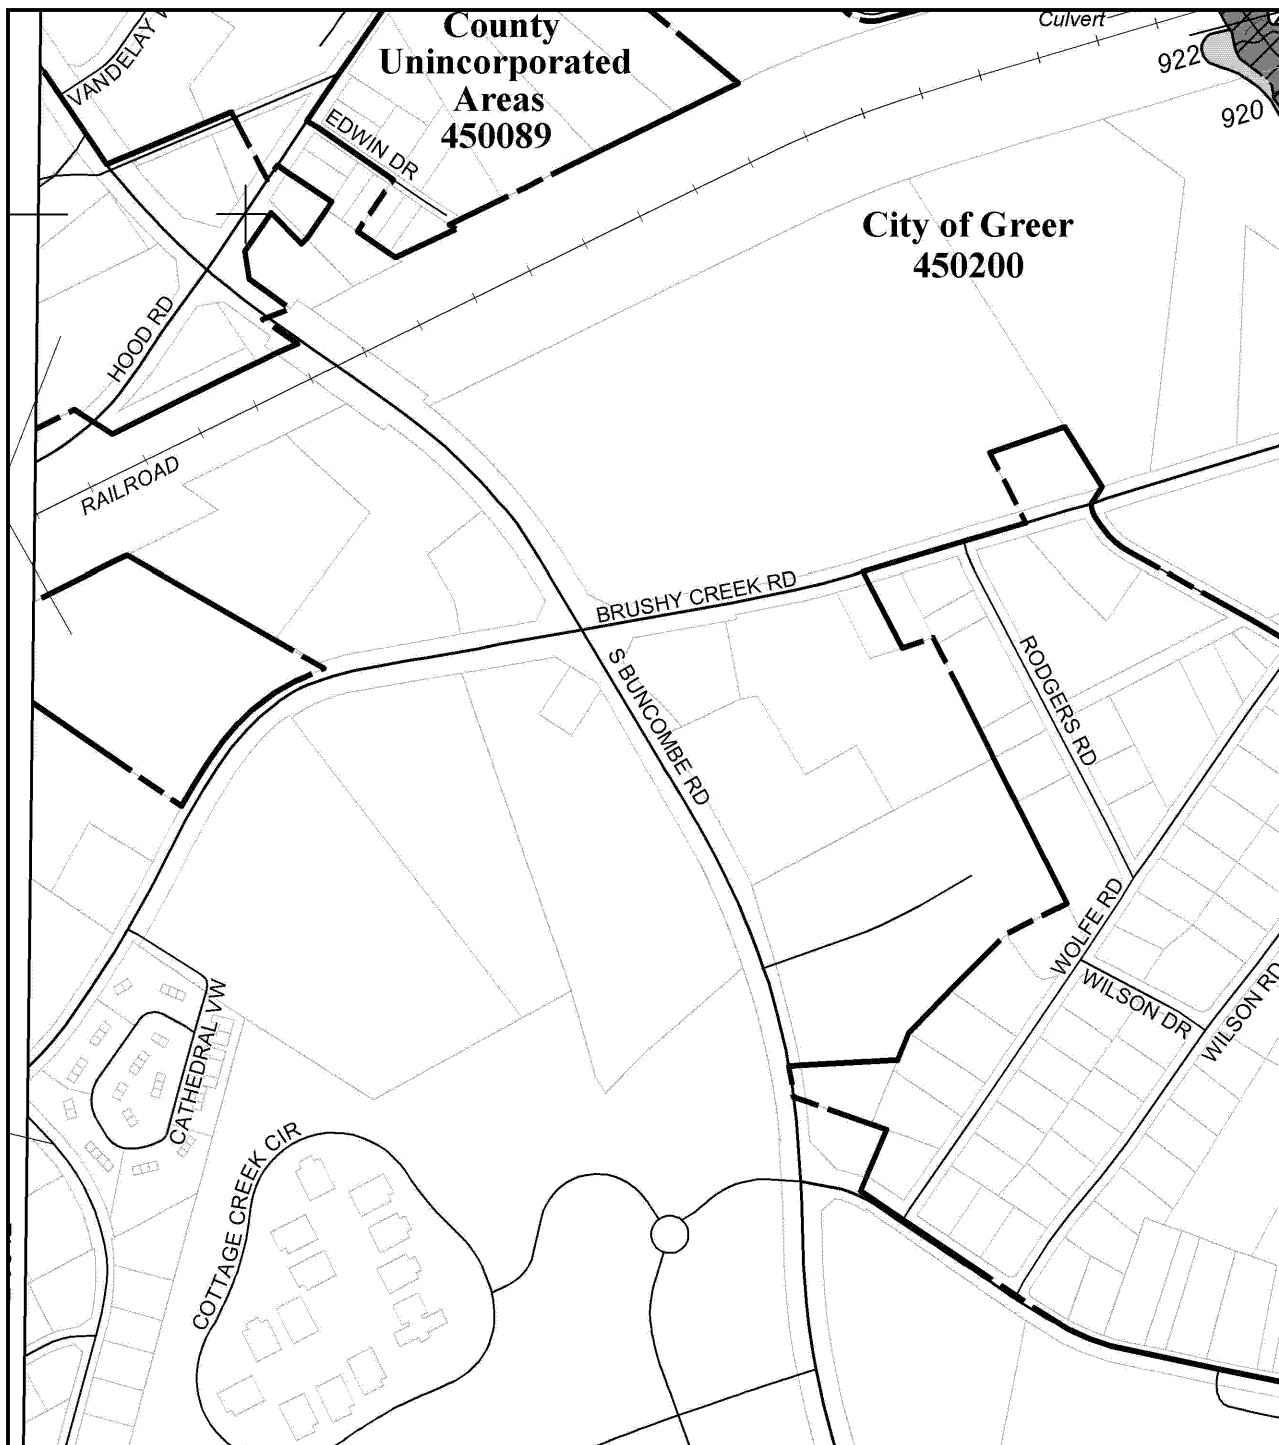 County
Unincorporated
Areas
450089
Culvert
922
920
VANDELAY
EDWIN DR
City of Greer
450200
HOOD RD
RAILROAD
BRUSHY CREEK RD
S BUNCOMBE RD
RODGERS RD
WOLFE RD
WILSON DR
WILSON RD
CATHEDRAL VW
COTTAGE CREEK CIR